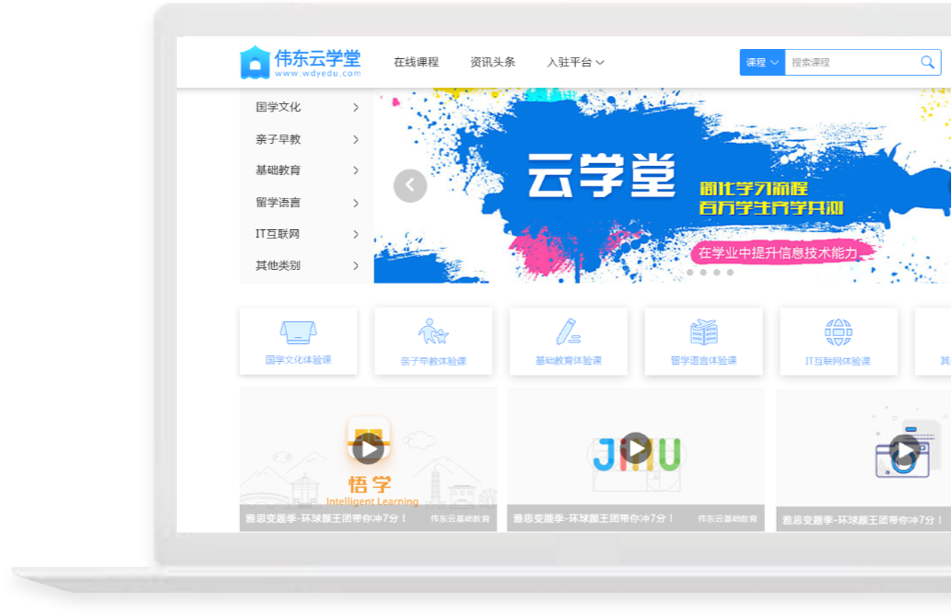 伟东云学堂
www.wdyedu.com
在线课程
资讯头条
入驻平台
课程
搜索课程
国学文化
亲子早教
基础教育
留学语言
IT互联网
其他类别
云学堂
学习流程
百万学生齐学共测
在学业中提升信息技术能力
国学文化体验课
亲子早教体验课
基础教育体验课
留学语言体验课
IT互联网体验课
其
悟学
Intelligent Learning
JiMU
雅思变题季-环球颜王团带你冲7分！
伟东云基础教育
雅思变题季-环球颜王团带你冲7分！
伟东云基础教育
雅思变题季-环球颜王团带你冲7分！